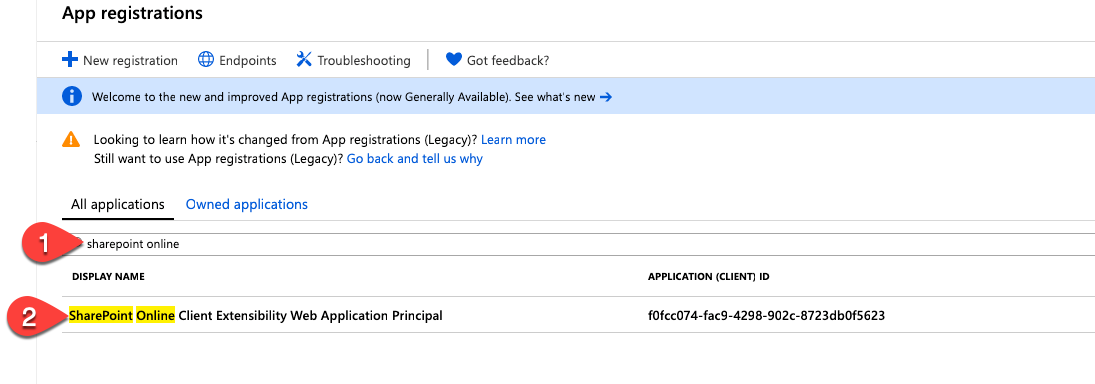 App registrations
New registration Endpoints Troubleshooting Got feedback?
Welcome to the new and improved App registrations (now Generally Available). See what's new →
Looking to learn how it's changed from App registrations (Legacy)? Learn more
Still want to use App registrations (Legacy)? Go back and tell us why
All applications Owned applications
1 sharepoint online
DISPLAY NAME APPLICATION (CLIENT) ID
2 SharePoint Online Client Extensibility Web Application Principal f0fcc074-fac9-4298-902c-8723db0f5623